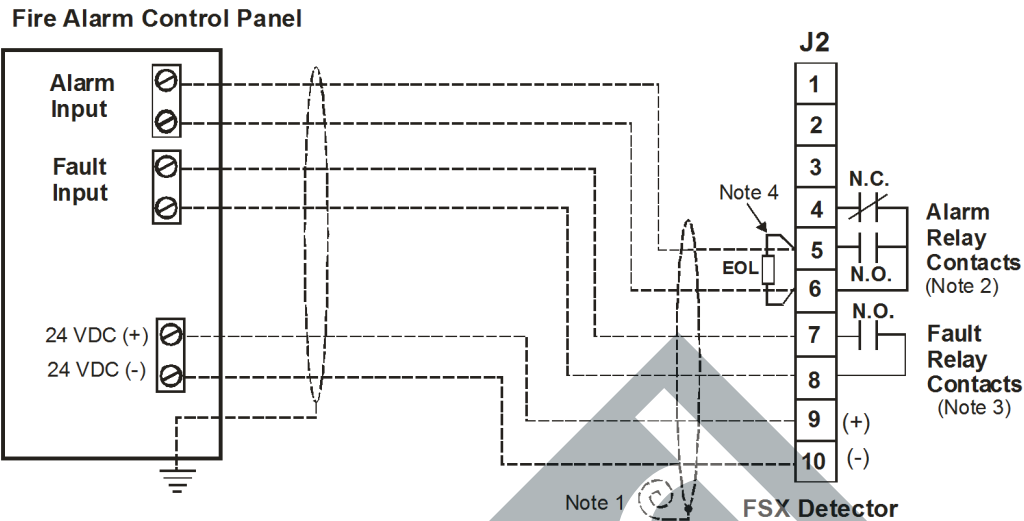 Fire Alarm Control Panel
J2
Alarm
Input
Fault
Input
24 VDC (+)
24 VDC (-)
1
2
3
4
5
6
7
8
9
10
(+)
(-)
N.C.
N.O.
N.O.
Note 4
EOL
Alarm
Relay
Contacts
(Note 2)
Fault
Relay
Contacts
(Note 3)
Note 1
FSX Detector